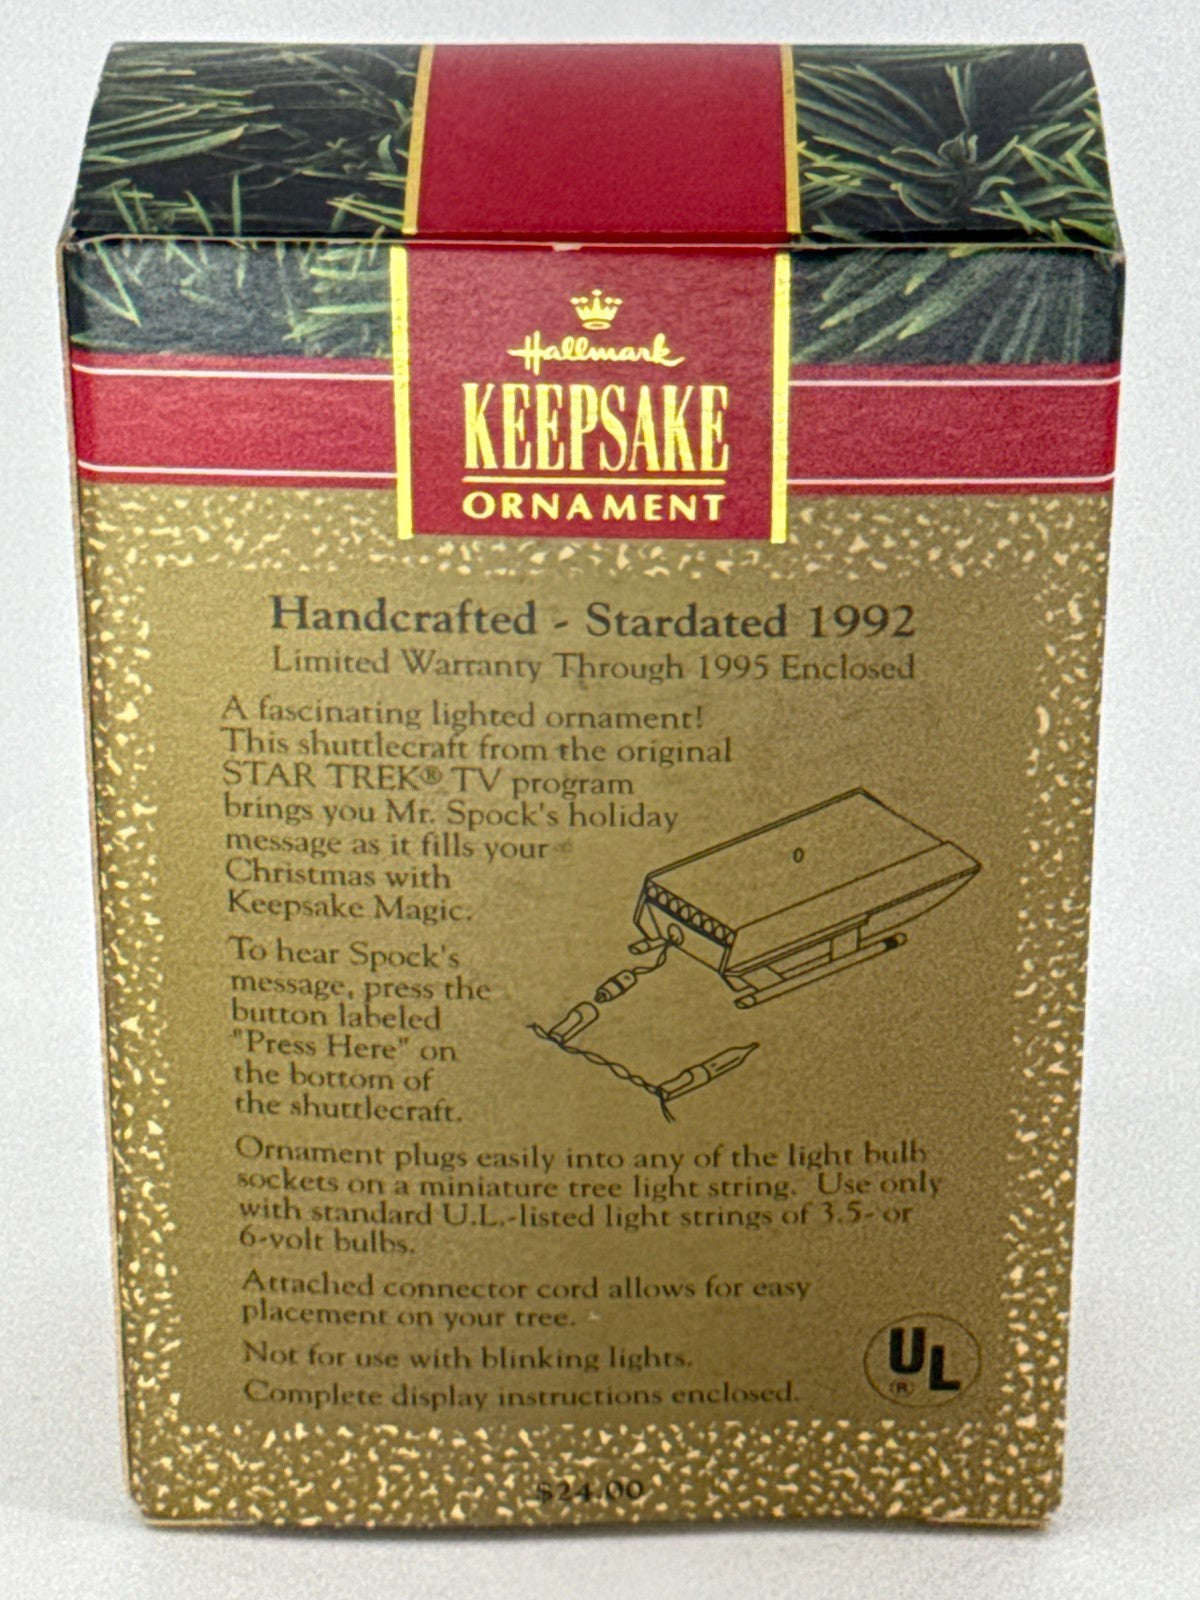 Hallmark
KEEPSAKE
ORNAMENT
Handcrafted - Stardated 1992
Limited Warranty Through 1995 Enclosed
A fascinating lighted ornament!
This shuttlecraft from the original
STAR TREK® TV program
brings you Mr. Spock's holiday
message as it fills your
Christmas with
Keepsake Magic.
To hear Spock's
message, press the
button labeled
"Press Here" on
the bottom of
the shuttlecraft.
Ornament plugs easily into any of the light bulb
sockets on a miniature tree light string. Use only
with standard U.L.-listed light strings of 3.5- or
6-volt bulbs.
Attached connector cord allows for easy
placement on your tree.
Not for use with blinking lights.
Complete display instructions enclosed.
UL
®
$24.00